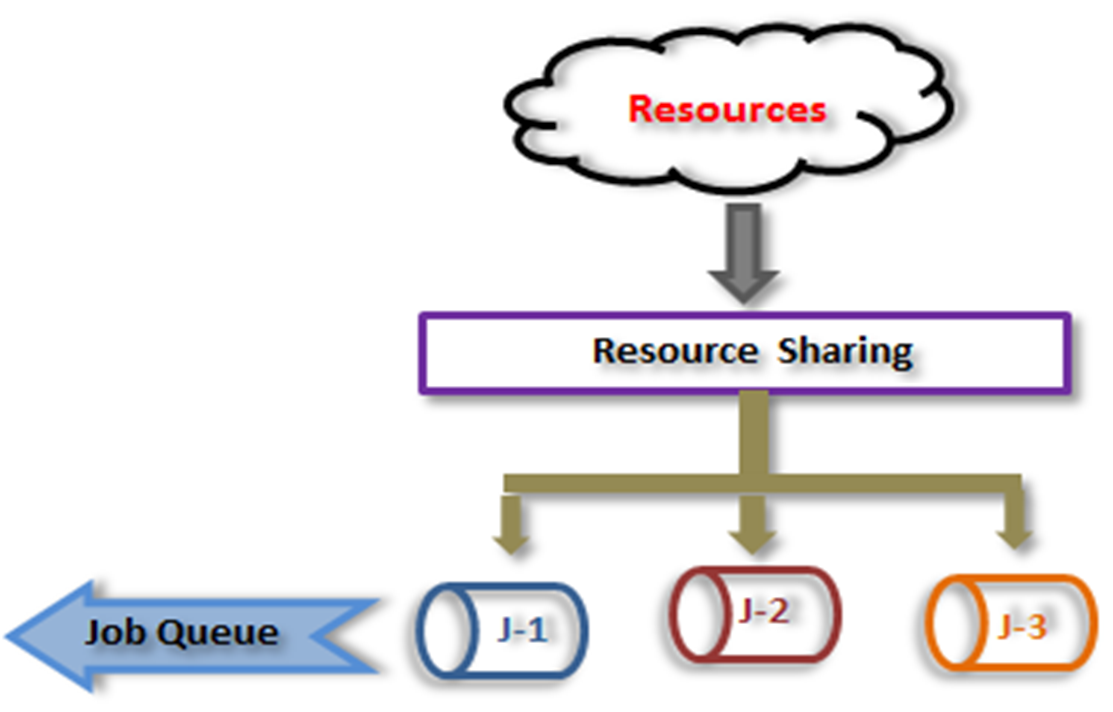 Resources
Resource Sharing
Job Queue
J-1
J-2
J-3